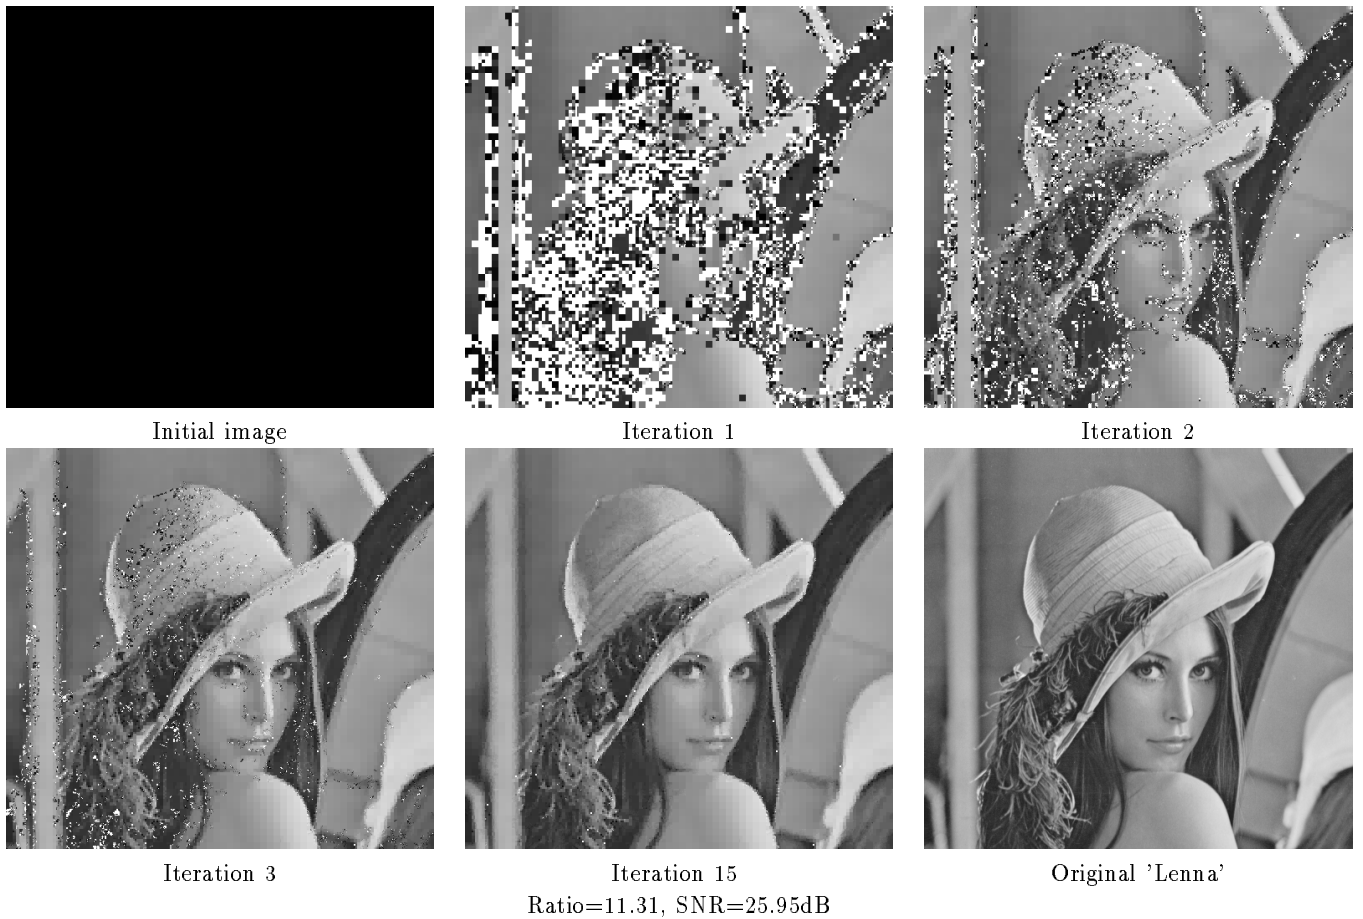 Initial image
Iteration 1
Iteration 2
Iteration 3
Iteration 15
Original 'Lenna'
Ratio=11.31, SNR=25.95dB